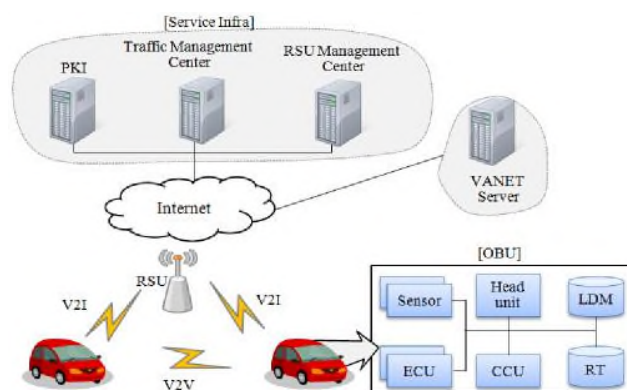 [Service Infra]
Traffic Management
Center
RSU Management
Center
PKI
VANET
Server
Internet
RSU
[OBU]
V2I
V2I
V2V
Sensor
Head
unit
LDM
ECU
CCU
RT